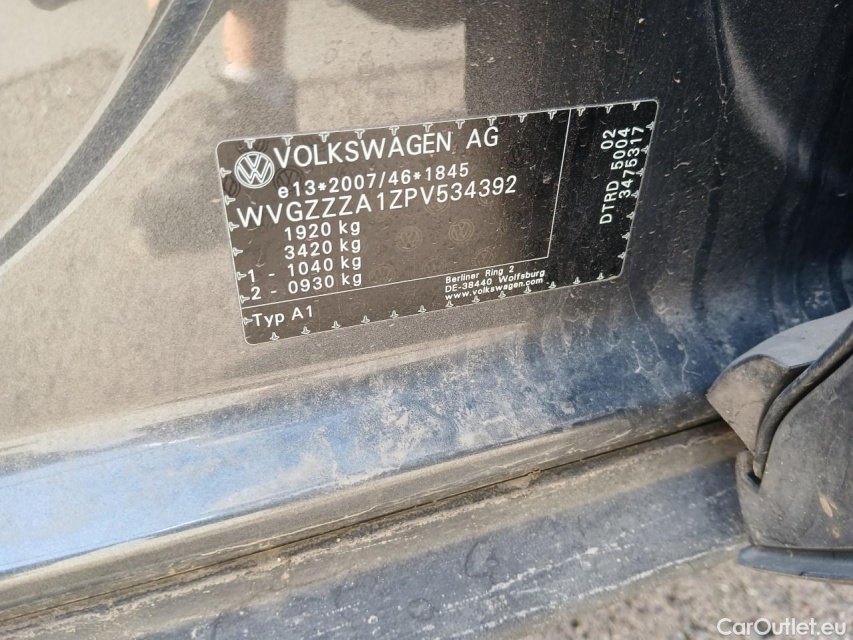 VOLKSWAGEN AG
e13*2007/46*1845
WVGZZZA1ZPV534392
1920 kg
3420 kg
1 - 1040 kg
2 - 0930 kg
Typ A1
Berliner Ring 2
DE-38440 Wolfsburg
www.volkswagen.com
02
DTRD 5004
3475317
CarOutlet.eu